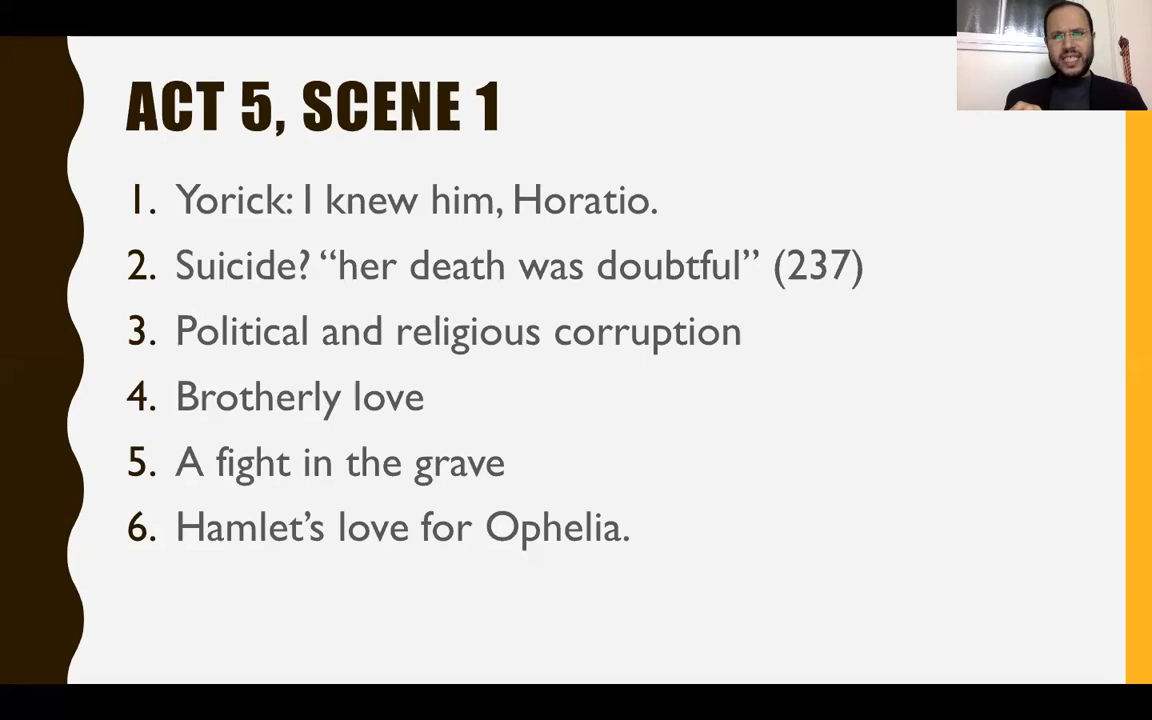 ACT 5, SCENE 1
1. Yorick: I knew him, Horatio.
2. Suicide? “her death was doubtful” (237)
3. Political and religious corruption
4. Brotherly love
5. A fight in the grave
6. Hamlet’s love for Ophelia.